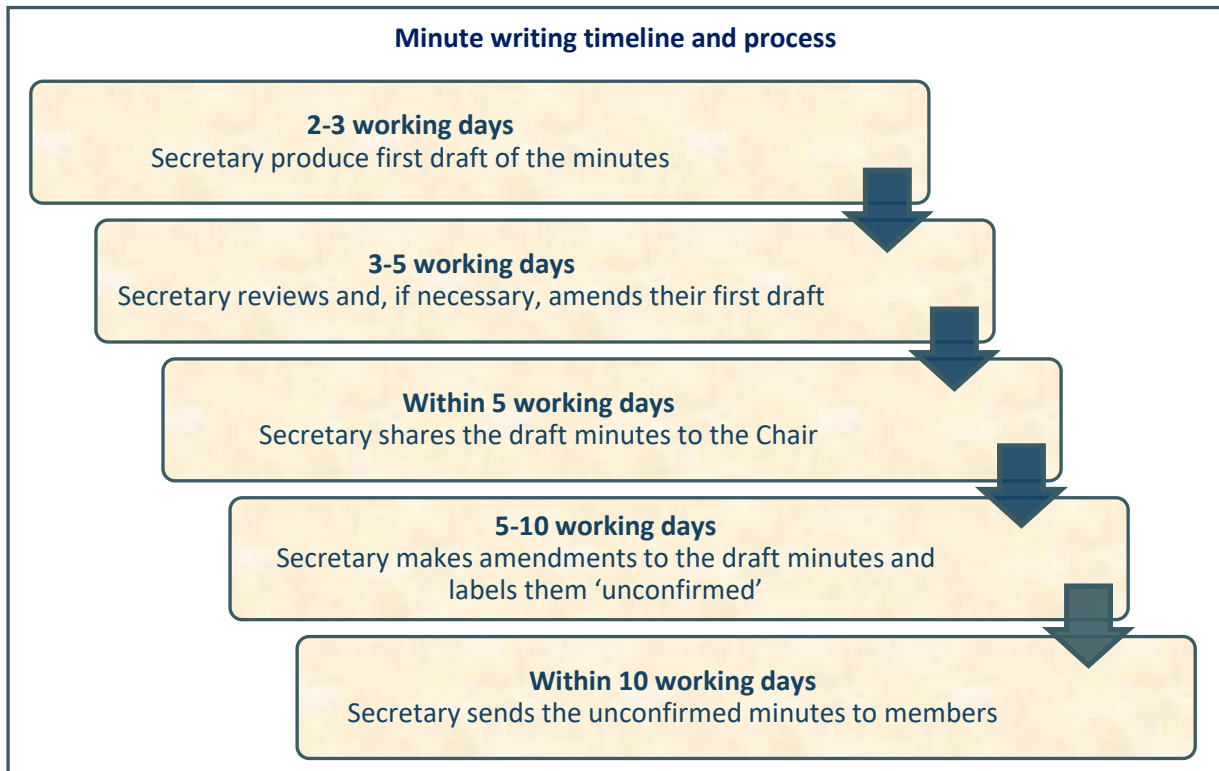 Minute writing timeline and process
2-3 working days
Secretary produce first draft of the minutes
3-5 working days
Secretary reviews and, if necessary, amends their first draft
Within 5 working days
Secretary shares the draft minutes to the Chair
5-10 working days
Secretary makes amendments to the draft minutes and
labels them ‘unconfirmed’
Within 10 working days
Secretary sends the unconfirmed minutes to members